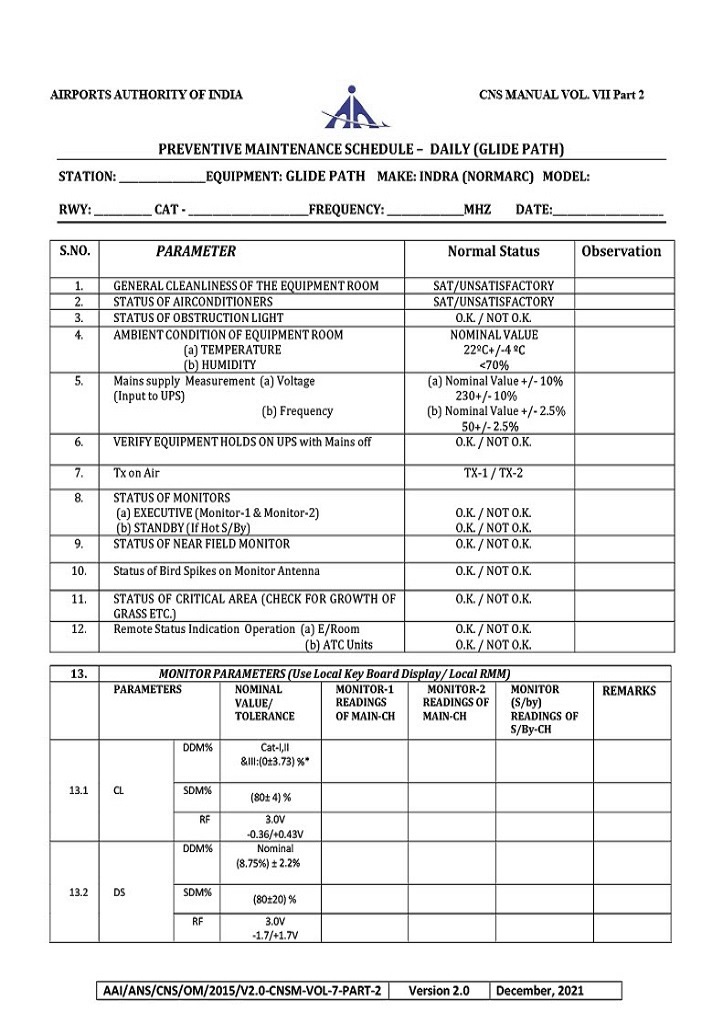 AIRPORTS AUTHORITY OF INDIA CNS MANUAL VOL. VII Part 2
PREVENTIVE MAINTENANCE SCHEDULE – DAILY (GLIDE PATH)
STATION: ________________EQUIPMENT: GLIDE PATH MAKE: INDRA (NORMARC) MODEL:
RWY: ___________ CAT - ______________________FREQUENCY: ______________MHZ DATE:____________________
S.NO. PARAMETER Normal Status Observation
1. GENERAL CLEANLINESS OF THE EQUIPMENT ROOM SAT/UNSATISFACTORY
2. STATUS OF AIRCONDITIONERS SAT/UNSATISFACTORY
3. STATUS OF OBSTRUCTION LIGHT O.K. / NOT O.K.
4. AMBIENT CONDITION OF EQUIPMENT ROOM NOMINAL VALUE
(a) TEMPERATURE 22ºC+/-4 ºC
(b) HUMIDITY <70%
5. Mains supply Measurement (a) Voltage (a) Nominal Value +/- 10%
(Input to UPS) 230+/- 10%
(b) Frequency (b) Nominal Value +/- 2.5%
50+/- 2.5%
6. VERIFY EQUIPMENT HOLDS ON UPS with Mains off O.K. / NOT O.K.
7. Tx on Air TX-1 / TX-2
8. STATUS OF MONITORS
(a) EXECUTIVE (Monitor-1 & Monitor-2) O.K. / NOT O.K.
(b) STANDBY (If Hot S/By) O.K. / NOT O.K.
9. STATUS OF NEAR FIELD MONITOR O.K. / NOT O.K.
10. Status of Bird Spikes on Monitor Antenna O.K. / NOT O.K.
11. STATUS OF CRITICAL AREA (CHECK FOR GROWTH OF O.K. / NOT O.K.
GRASS ETC.)
12. Remote Status Indication Operation (a) E/Room O.K. / NOT O.K.
(b) ATC Units O.K. / NOT O.K.
13. MONITOR PARAMETERS (Use Local Key Board Display/ Local RMM)
PARAMETERS NOMINAL MONITOR-1 MONITOR-2 MONITOR REMARKS
VALUE/ READINGS READINGS OF (S/by)
TOLERANCE OF MAIN-CH MAIN-CH READINGS OF
S/By-CH
DDM% Cat-I,II
&III:(0±3.73) %*
13.1 CL SDM% (80± 4) %
RF 3.0V
-0.36/+0.43V
DDM% Nominal
(8.75%) ± 2.2%
13.2 DS SDM% (80±20) %
RF 3.0V
-1.7/+1.7V
AAI/ANS/CNS/OM/2015/V2.0-CNSM-VOL-7-PART-2 Version 2.0 December, 2021